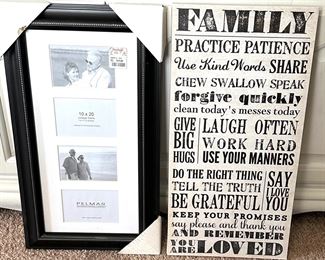 10 x 20
PELMAR
FAMILY
PRACTICE PATIENCE
Use Kind Words SHARE
CHEW SWALLOW SPEAK
forgive quickly
clean today's messes today
GIVE BIG HUGS
LAUGH OFTEN
WORK HARD
USE YOUR MANNERS
DO THE RIGHT THING
TELL THE TRUTH
BE GRATEFUL
SAY I LOVE YOU
KEEP YOUR PROMISES
say please and thank you
AND REMEMBER
YOU ARE LOVED